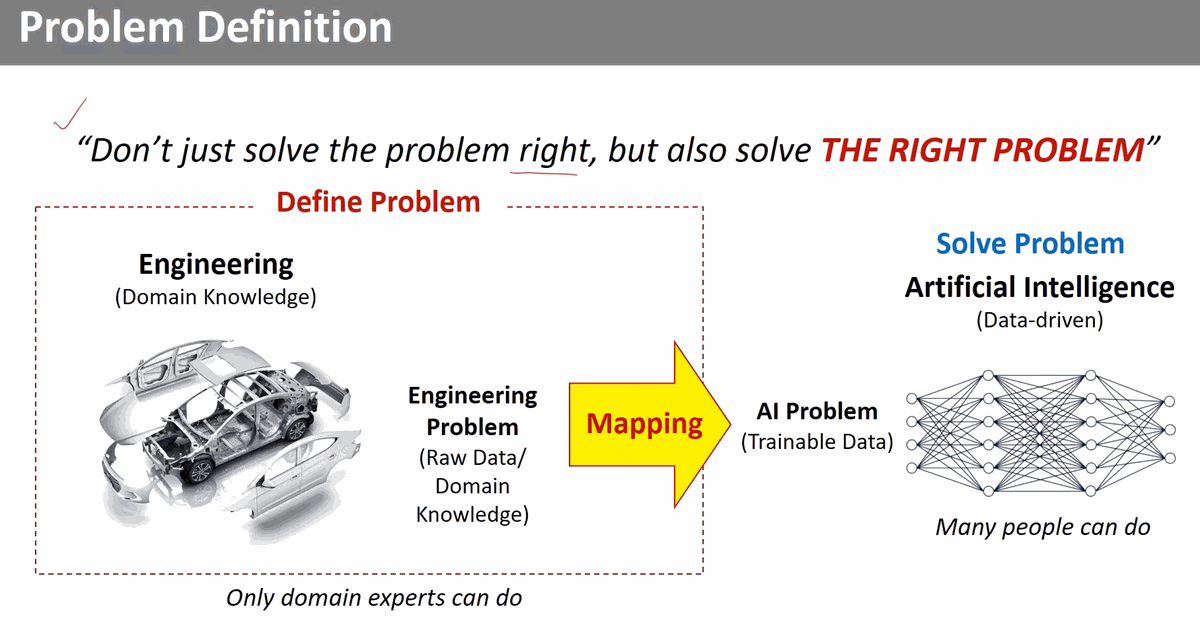 Problem Definition
“Don’t just solve the problem right, but also solve THE RIGHT PROBLEM”
Define Problem
Engineering
(Domain Knowledge)
Engineering
Problem
(Raw Data/
Domain
Knowledge)
Only domain experts can do
Mapping
AI Problem
(Trainable Data)
Solve Problem
Artificial Intelligence
(Data-driven)
Many people can do